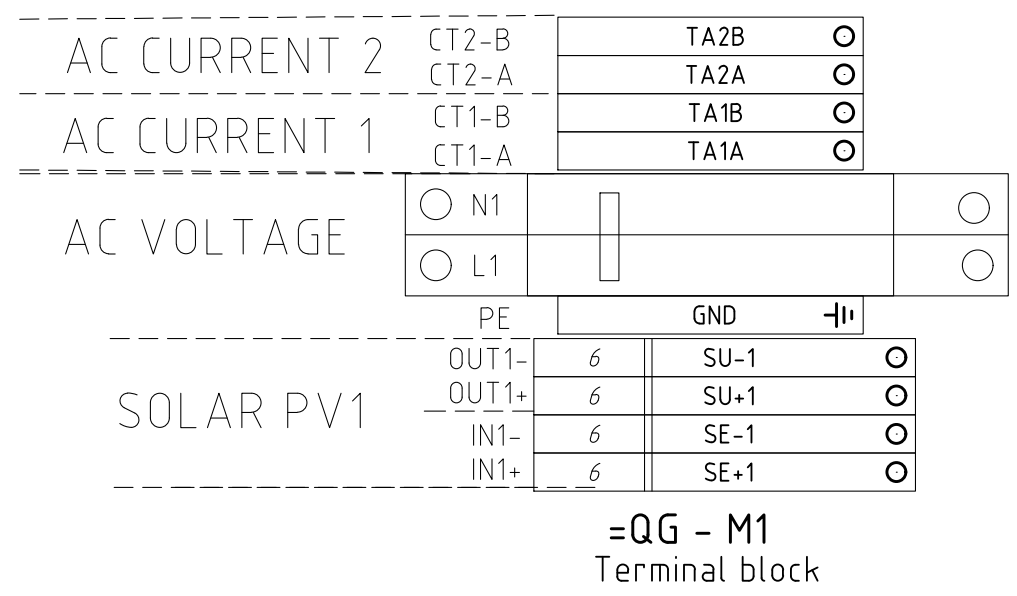 AC CURRENT 2
CT2-B TA2B
CT2-A TA2A
AC CURRENT 1
CT1-B TA1B
CT1-A TA1A
AC VOLTAGE
N1
L1
PE GND
SOLAR PV1
OUT1- 6 SU-1
OUT1+ 6 SU+1
IN1- 6 SE-1
IN1+ 6 SE+1
=QG - M1
Terminal block